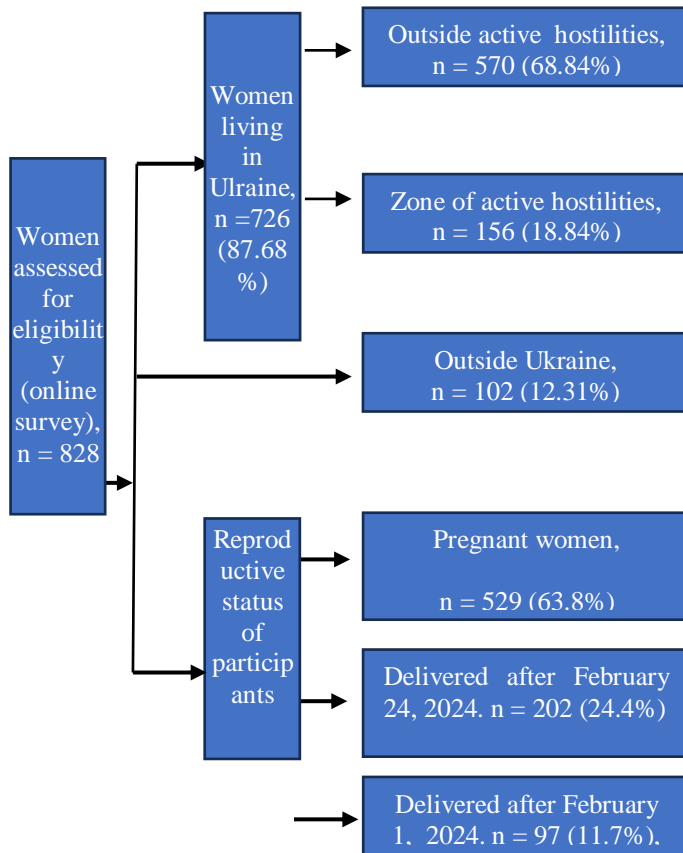 Women
assessed
for
eligibilit
y
(online
survey),
n = 828
Women
living
in
Ulraine,
n =726
(87.68
%)
Outside active hostilities,
n = 570 (68.84%)
Zone of active hostilities,
n = 156 (18.84%)
Outside Ukraine,
n = 102 (12.31%)
Reprod
uctive
status
of
particip
ants
Pregnant women,
n = 529 (63.8%)
Delivered after February
24, 2024. n = 202 (24.4%)
Delivered after February
1, 2024. n = 97 (11.7%),